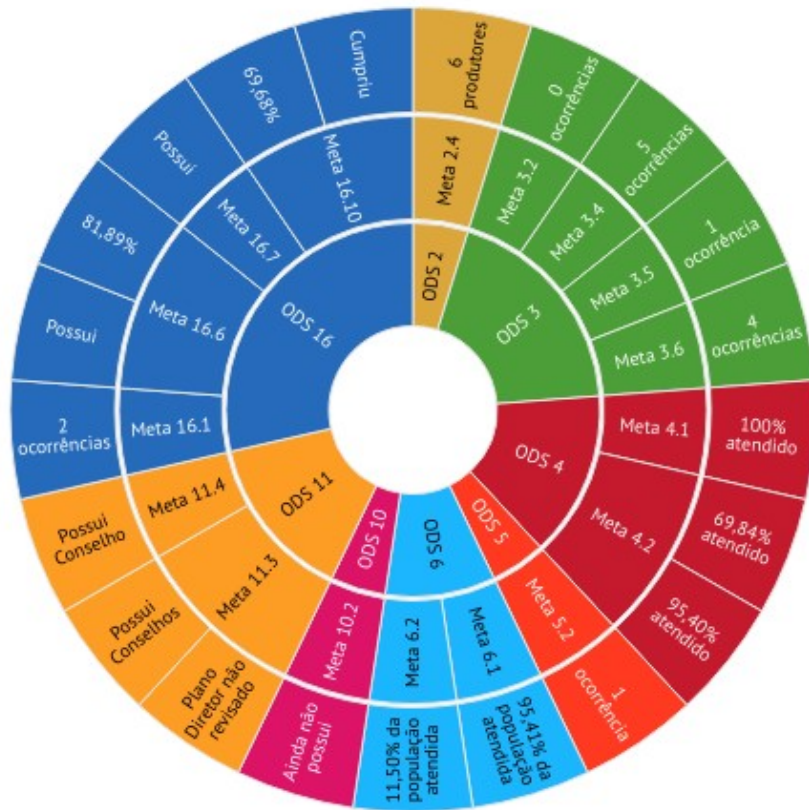 ODS 2
Meta 2.4
6
produtores
ODS 3
Meta 3.2
0
ocorrências
Meta 3.4
5
ocorrências
Meta 3.5
1
ocorrência
Meta 3.6
4
ocorrências
ODS 4
Meta 4.1
100%
atendido
Meta 4.2
69,84%
atendido
95,40%
atendido
ODS 5
Meta 5.2
1
ocorrência
ODS 6
Meta 6.1
95,41% da
população
atendida
Meta 6.2
11,50% da
população
atendida
ODS 10
Meta 10.2
Ainda não
possui
ODS 11
Meta 11.3
Plano
Diretor não
revisado
Possui
Conselhos
Meta 11.4
Possui
Conselho
ODS 16
Meta 16.1
2
ocorrências
Meta 16.6
Possui
81,89%
Meta 16.7
Possui
Meta 16.10
69,68%
Cumpriu